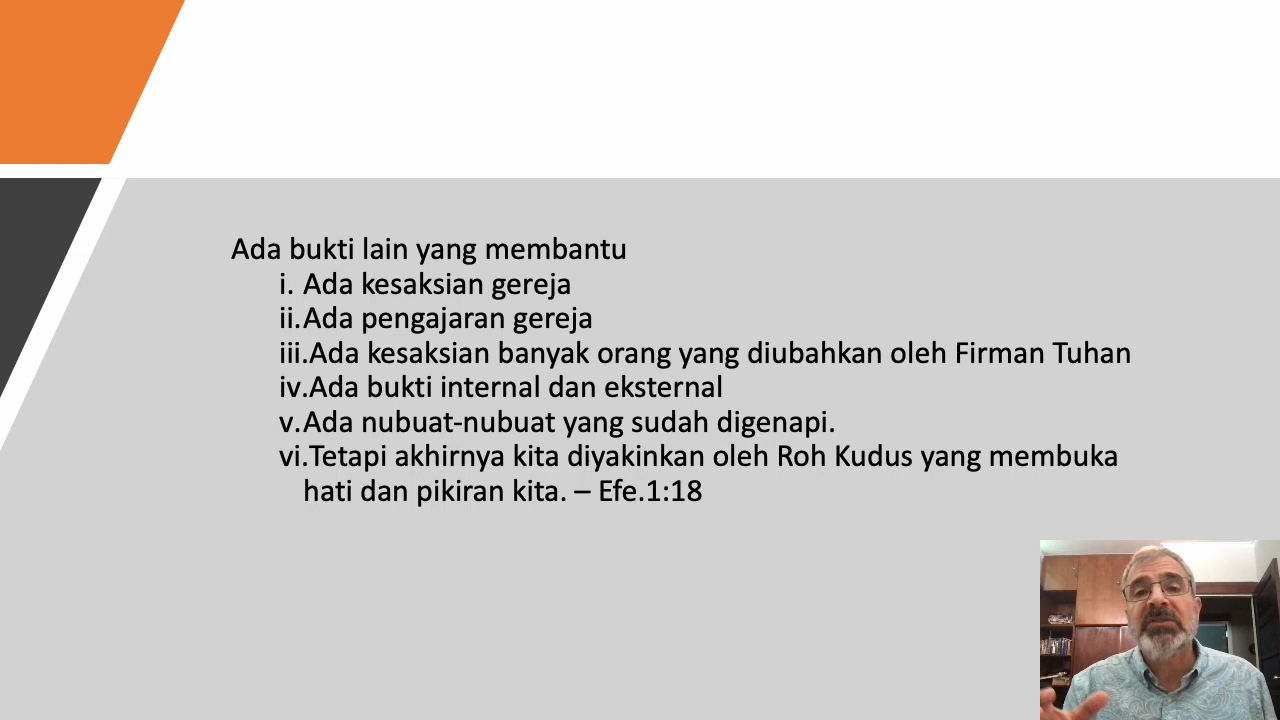 Ada bukti lain yang membantu
i. Ada kesaksian gereja
ii.Ada pengajaran gereja
iii.Ada kesaksian banyak orang yang diubahkan oleh Firman Tuhan
iv.Ada bukti internal dan eksternal
v.Ada nubuat-nubuat yang sudah digenapi.
vi.Tetapi akhirnya kita diyakinkan oleh Roh Kudus yang membuka
hati dan pikiran kita. – Efe.1:18